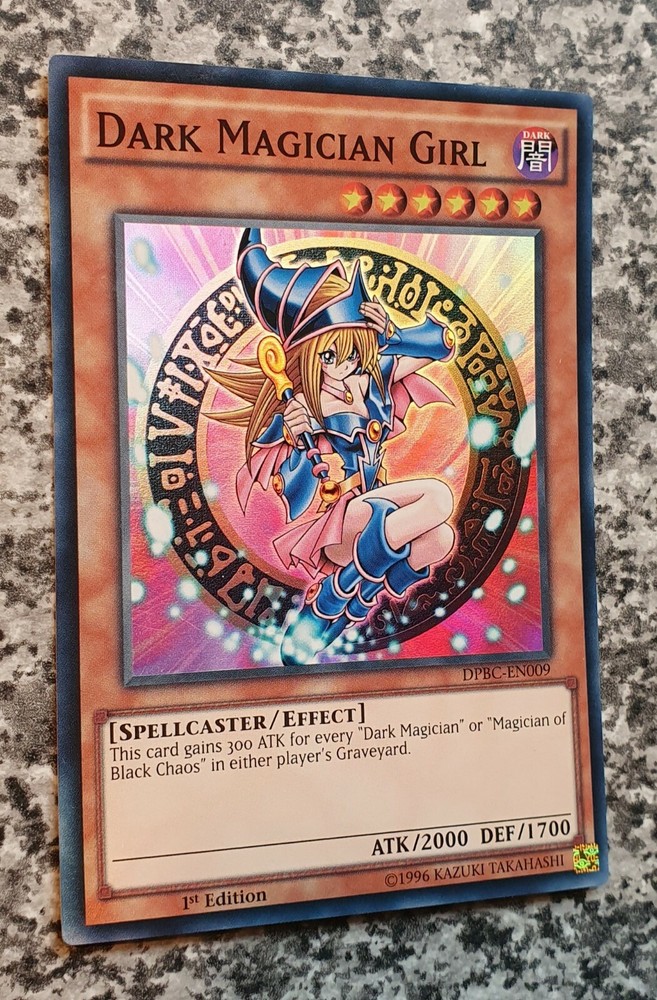 DARK MAGICIAN GIRL
DARK
闇
DPBC-EN009
[SPELLCASTER/EFFECT]
This card gains 300 ATK for every "Dark Magician" or "Magician of
Black Chaos" in either player's Graveyard.
ATK/2000 DEF/1700
1st Edition
©1996 KAZUKI TAKAHASHI